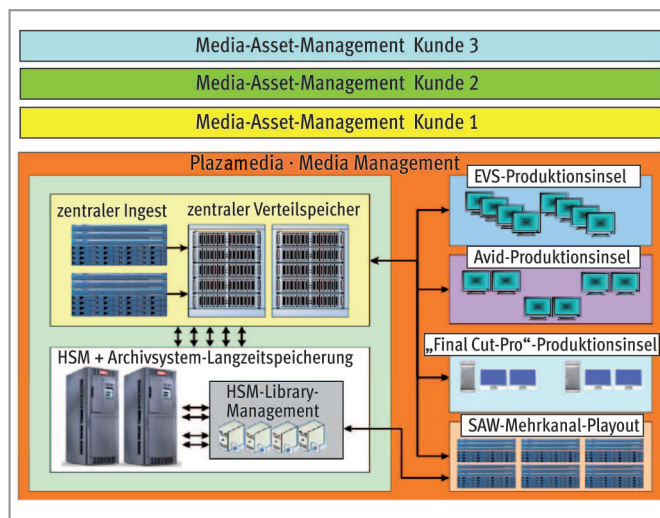 Media-Asset-Management Kunde 3
Media-Asset-Management Kunde 2
Media-Asset-Management Kunde 1
Plazamedia · Media Management
zentraler Ingest
zentraler Verteilspeicher
HSM + Archivsystem-Langzeitspeicherung
HSM-Library-
Management
EVS-Produktionsinsel
Avid-Produktionsinsel
„Final Cut-Pro“-Produktionsinsel
SAW-Mehrkanal-Playout